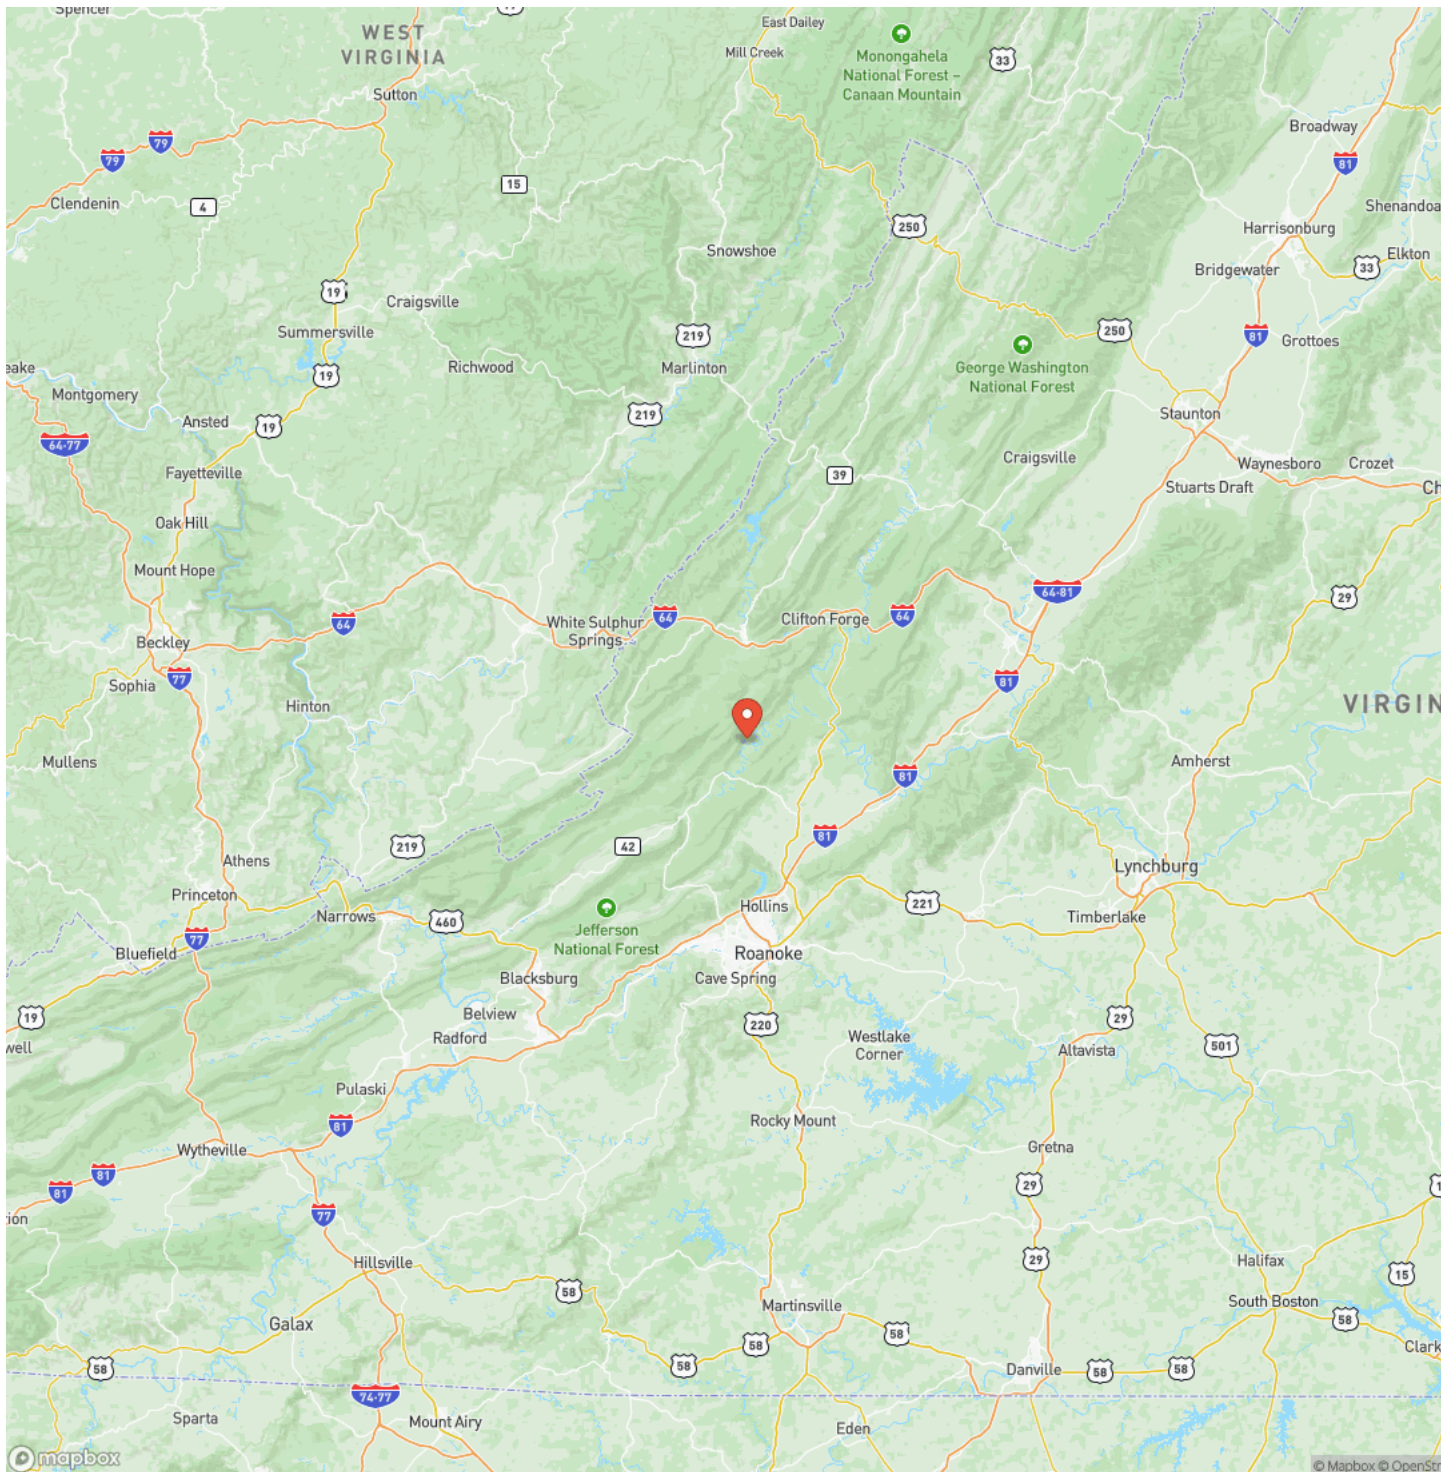 Spencer
77
East Dailey
WEST
VIRGINIA
Mill Creek
Monongahela
National Forest –
Canaan Mountain
33
Sutton
Broadway
79
79
81
15
Clendenin
4
Shenandoa
250
Harrisonburg
Snowshoe
Elkton
Bridgewater
33
19
Craigsville
Summersville
219
250
81
Grottoes
George Washington
National Forest
Richwood
Marlinton
eake
19
Montgomery
219
Staunton
Ansted
19
64-77
Craigsville
Waynesboro
Crozet
Fayetteville
39
Stuarts Draft
Ch
Oak Hill
Mount Hope
64-81
29
White Sulphur
Springs
64
Clifton Forge
64
64
Beckley
77
81
Sophia
Hinton
VIRGIN
Mullens
81
Amherst
81
219
42
Athens
Lynchburg
Princeton
Hollins
221
Narrows
460
Timberlake
Jefferson
National Forest
77
Bluefield
Roanoke
Blacksburg
Cave Spring
19
Belview
220
29
Radford
Westlake
Corner
well
Altavista
501
Pulaski
81
Rocky Mount
Wytheville
Gretna
81
81
29
1
77
rion
Hillsville
29
Halifax
15
58
South Boston
Martinsville
Galax
58
58
58
58
Clark
58
Danville
58
58
74-77
Sparta
Mount Airy
Eden
mapbox
© Mapbox © OpenStr